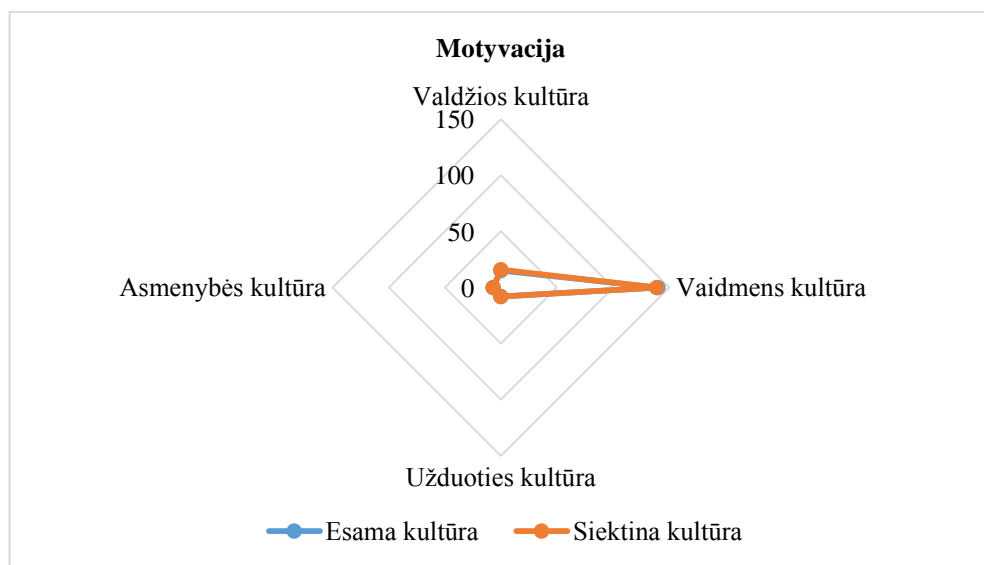 Motyvacija
Valdžios kultūra
150
100
50
0
Asmenybės kultūra
Vaidmens kultūra
Užduoties kultūra
Esama kultūra
Siektina kultūra